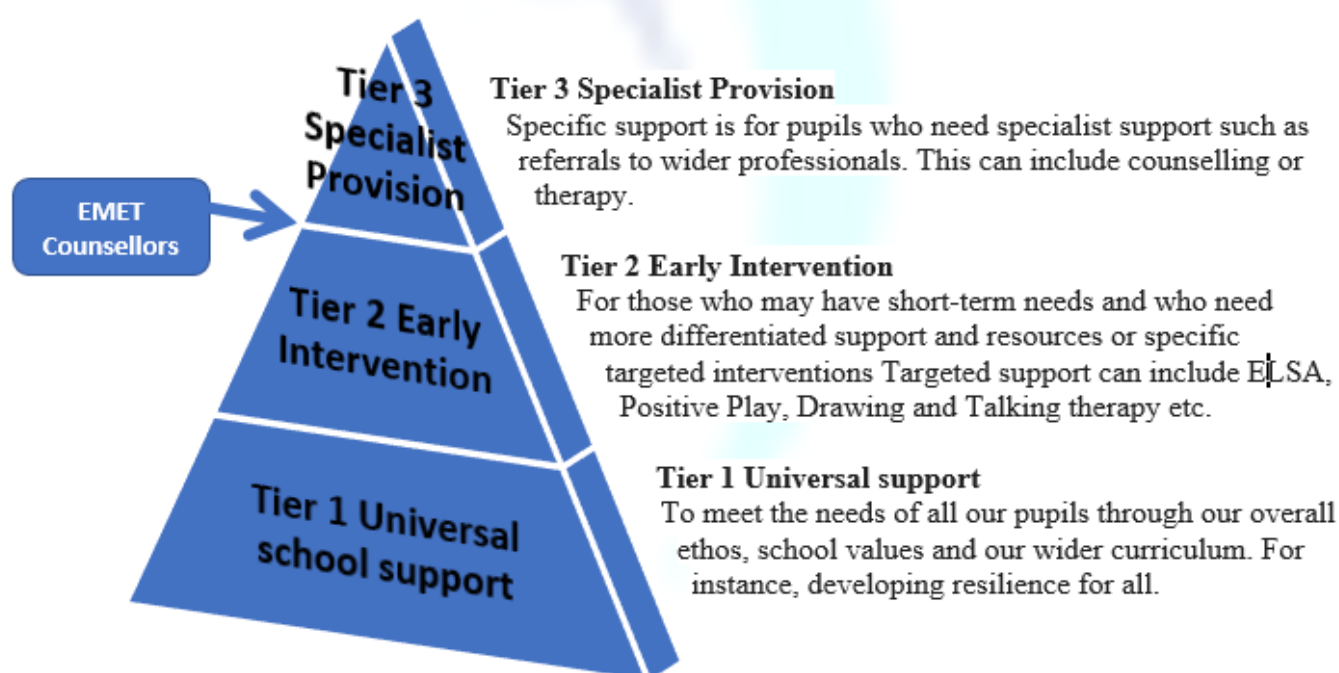 Tier 3
Specialist
Provision
Tier 3 Specialist Provision
Specific support is for pupils who need specialist support such as
referrals to wider professionals. This can include counselling or
therapy.
EMET
Counsellors
Tier 2 Early
Intervention
Tier 2 Early Intervention
For those who may have short-term needs and who need
more differentiated support and resources or specific
targeted interventions Targeted support can include ELSA,
Positive Play, Drawing and Talking therapy etc.
Tier 1 Universal
school support
Tier 1 Universal support
To meet the needs of all our pupils through our overall
ethos, school values and our wider curriculum. For
instance, developing resilience for all.